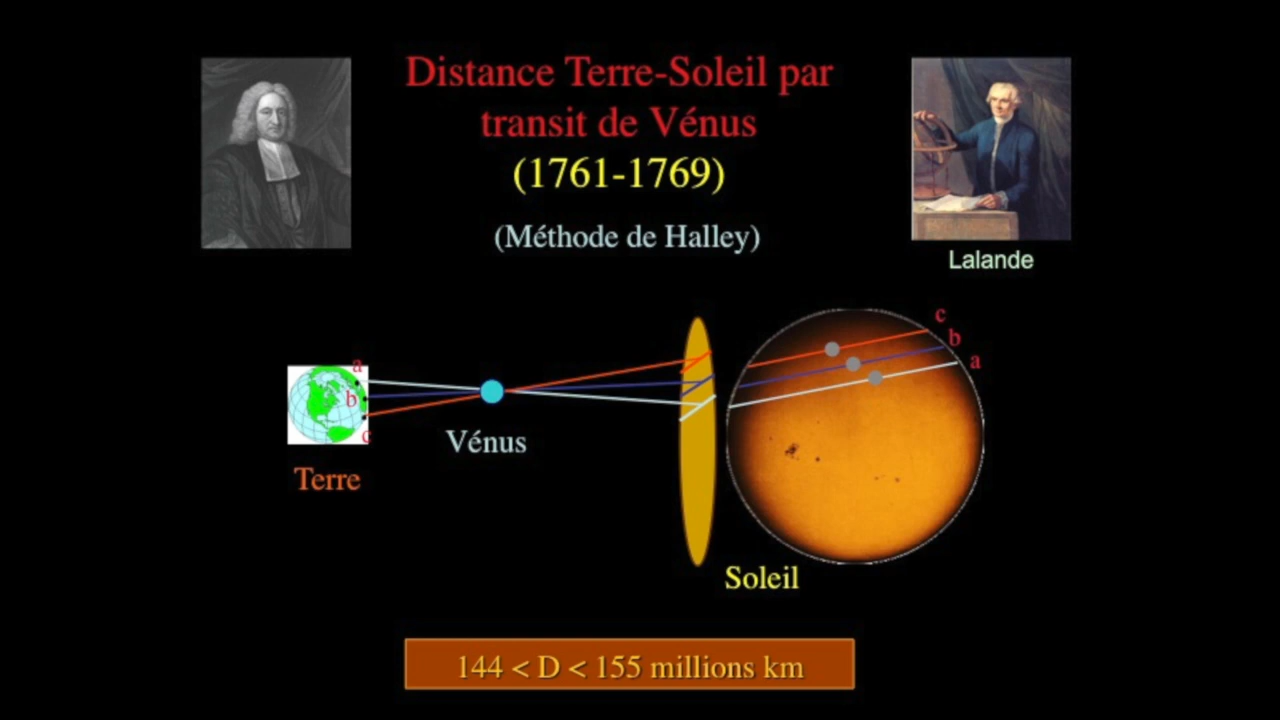 Distance Terre-Soleil par
transit de Vénus
(1761-1769)
(Méthode de Halley)
Lalande
c
b
a
a
b
c
Vénus
Terre
Soleil
144 < D < 155 millions km